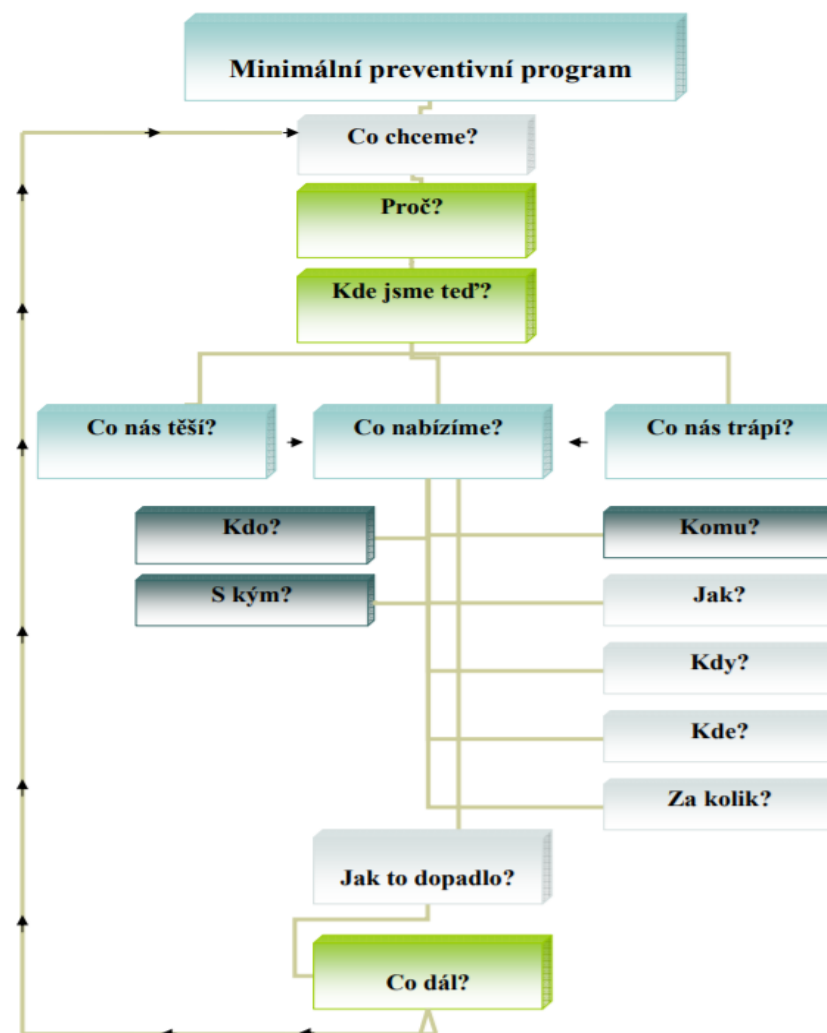 Minimální preventivní program
Co chceme?
Proč?
Kde jsme teď?
Co nás těší?
Co nabízíme?
Co nás trápí?
Kdo?
Komu?
S kým?
Jak?
Kdy?
Kde?
Za kolik?
Jak to dopadlo?
Co dál?